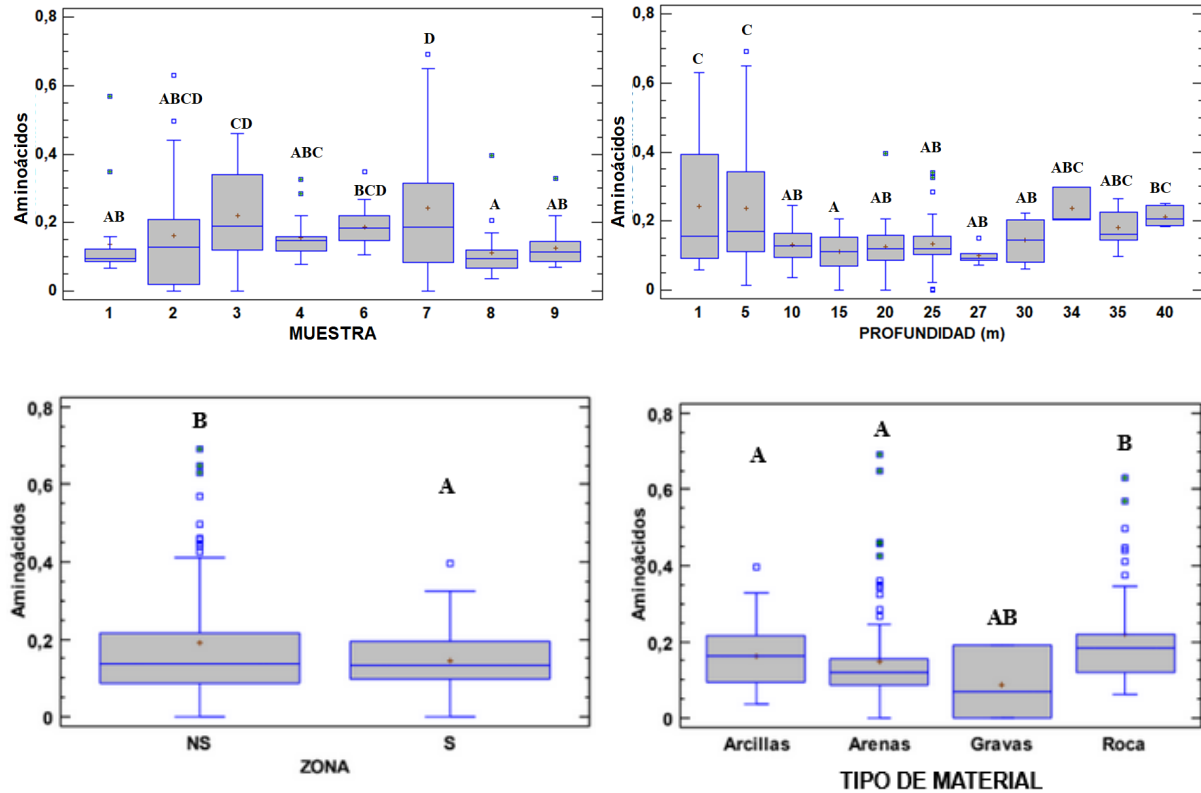 0,8
0,6
0,4
0,2
0
Aminoácidos
AB
ABCD
CD
ABC
BCD
D
A
AB
1 2 3 4 6 7 8 9
MUESTRA
0,8
0,6
0,4
0,2
0
Aminoácidos
C
C
AB
A
AB
AB
AB
AB
ABC
ABC
BC
1 5 10 15 20 25 27 30 34 35 40
PROFUNDIDAD (m)
0,8
0,6
0,4
0,2
0
Aminoácidos
B
A
NS S
ZONA
0,8
0,6
0,4
0,2
0
Aminoácidos
A
A
AB
B
Arcillas Arenas Gravas Roca
TIPO DE MATERIAL